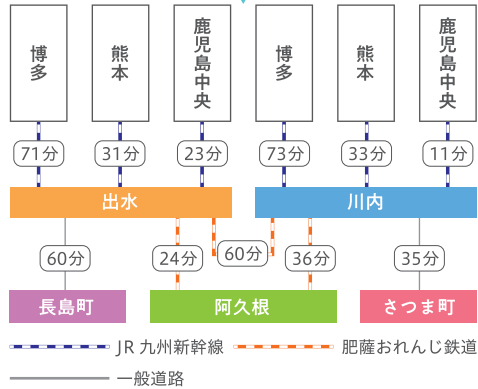 博多
熊本
鹿児島中央
博多
熊本
鹿児島中央
71分
31分
23分
73分
33分
11分
出水
川内
60分
24分
60分
36分
35分
長島町
阿久根
さつま町
JR 九州新幹線
肥薩おれんじ鉄道
一般道路